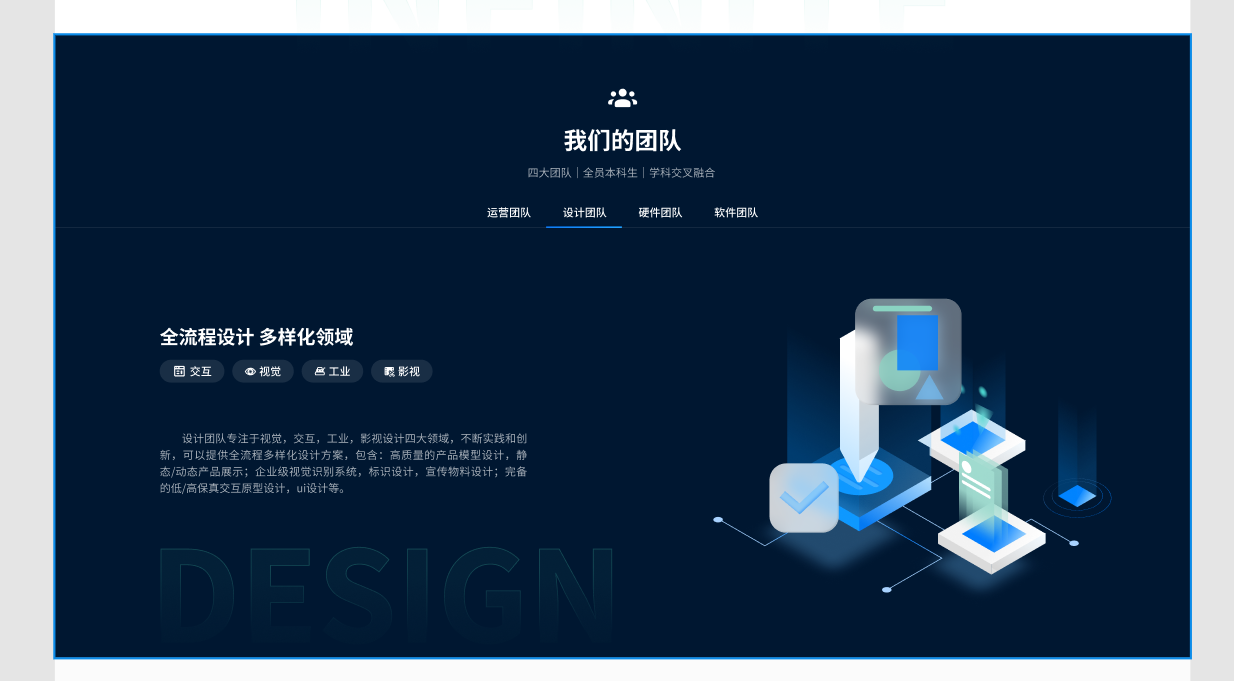 INFINITE
我们的团队
四大团队｜全员本科生｜学科交叉融合
运营团队 设计团队 硬件团队 软件团队
全流程设计 多样化领域
交互 视觉 工业 影视
设计团队专注于视觉，交互，工业，影视设计四大领域，不断实践和创
新，可以提供全流程多样化设计方案，包含：高质量的产品模型设计，静
态/动态产品展示；企业级视觉识别系统，标识设计，宣传物料设计；完备
的低/高保真交互原型设计，ui设计等。
DESIGN